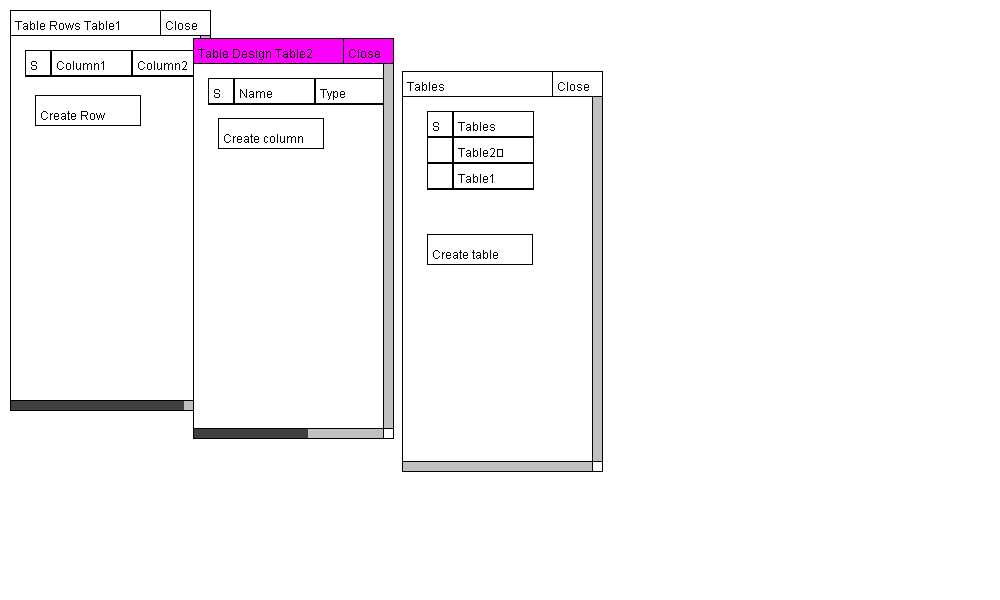 Table Rows Table1 Close
S Column1 Column2
Create Row
Table Design Table2 Close
S Name Type
Create column
Tables Close
S Tables
Table2▯
Table1
Create table